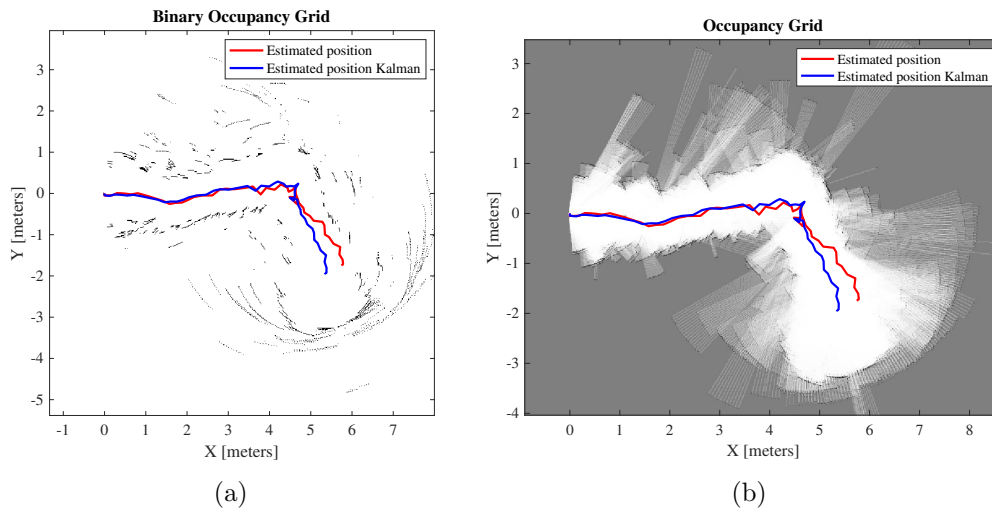 Binary Occupancy Grid
Estimated position
Estimated position Kalman
3
2
1
0
-1
-2
-3
-4
-5
Y [meters]
-1 0 1 2 3 4 5 6 7
X [meters]
(a)
Occupancy Grid
Estimated position
Estimated position Kalman
3
2
1
0
-1
-2
-3
-4
Y [meters]
0 1 2 3 4 5 6 7 8
X [meters]
(b)